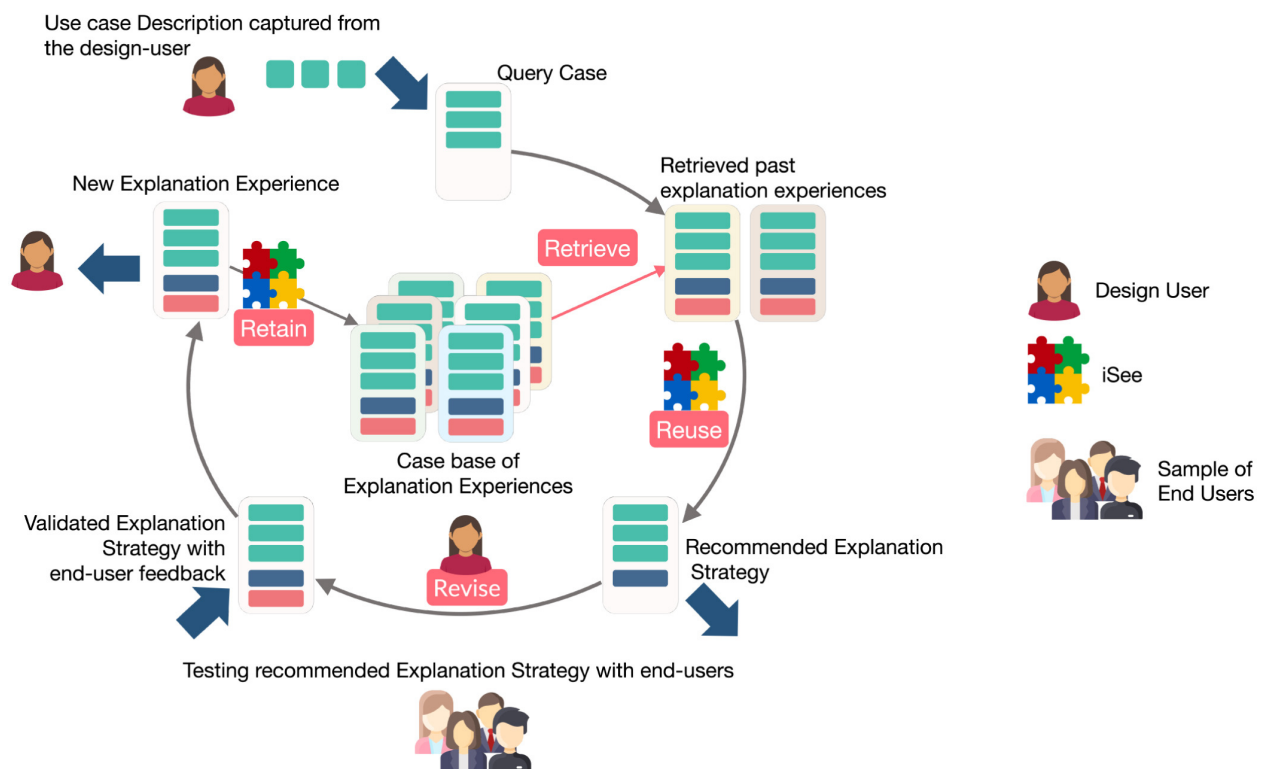 Use case Description captured from
the design-user
Query Case
New Explanation Experience
Retrieved past
explanation experiences
Retrieve
Retain
Design User
iSee
Reuse
Case base of
Explanation Experiences
Sample of
End Users
Validated Explanation
Strategy with
end-user feedback
Revise
Recommended Explanation
Strategy
Testing recommended Explanation Strategy with end-users